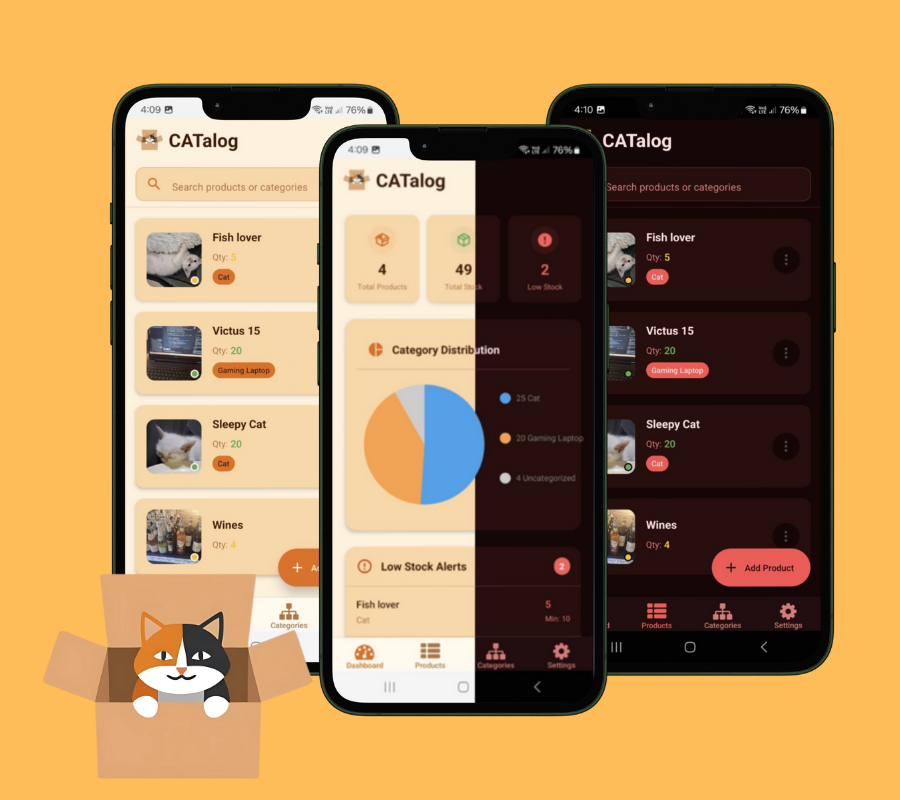 4:09
76%
CATalog
Search products or categories
Fish lover
Qty: 5
Cat
Victus 15
Qty: 20
Gaming Laptop
Sleepy Cat
Qty: 20
Cat
Wines
Qty: 4
+
Categories
4:09
76%
CATalog
4
Total Products
49
Total Stock
2
Low Stock
Category Distribution
25 Cat
20 Gaming Laptop
4 Uncategorized
Low Stock Alerts
2
Fish lover
5
Cat
Min: 10
Dashboard
Products
Categories
Settings
4:10
76%
CATalog
Search products or categories
Fish lover
Qty: 5
Cat
Victus 15
Qty: 20
Gaming Laptop
Sleepy Cat
Qty: 20
Cat
Wines
Qty: 4
+ Add Product
Products
Categories
Settings